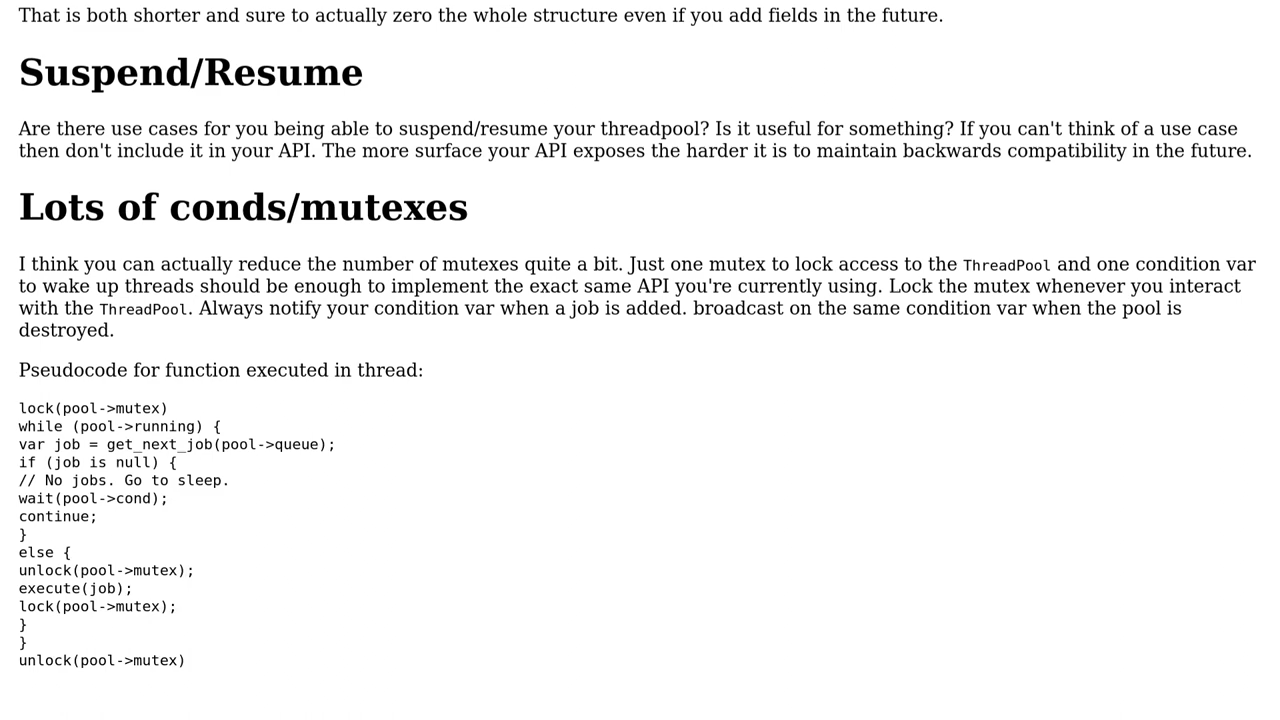 That is both shorter and sure to actually zero the whole structure even if you add fields in the future.
Suspend/Resume
Are there use cases for you being able to suspend/resume your threadpool? Is it useful for something? If you can't think of a use case
then don't include it in your API. The more surface your API exposes the harder it is to maintain backwards compatibility in the future.
Lots of conds/mutexes
I think you can actually reduce the number of mutexes quite a bit. Just one mutex to lock access to the ThreadPool and one condition var
to wake up threads should be enough to implement the exact same API you're currently using. Lock the mutex whenever you interact
with the ThreadPool. Always notify your condition var when a job is added. broadcast on the same condition var when the pool is
destroyed.
Pseudocode for function executed in thread:
lock(pool->mutex)
while (pool->running) {
var job = get_next_job(pool->queue);
if (job is null) {
// No jobs. Go to sleep.
wait(pool->cond);
continue;
}
else {
unlock(pool->mutex);
execute(job);
lock(pool->mutex);
}
}
unlock(pool->mutex)